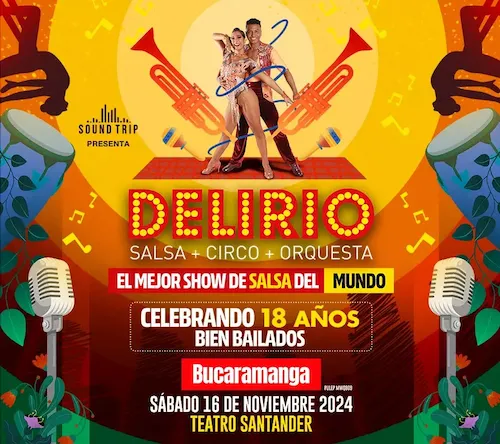 SOUND TRIP
PRESENTA
DELIRIO
SALSA + CIRCO + ORQUESTA
EL MEJOR SHOW DE SALSA DEL MUNDO
CELEBRANDO 18 AÑOS
BIEN BAILADOS
Bucaramanga
SÁBADO 16 DE NOVIEMBRE 2024
TEATRO SANTANDER